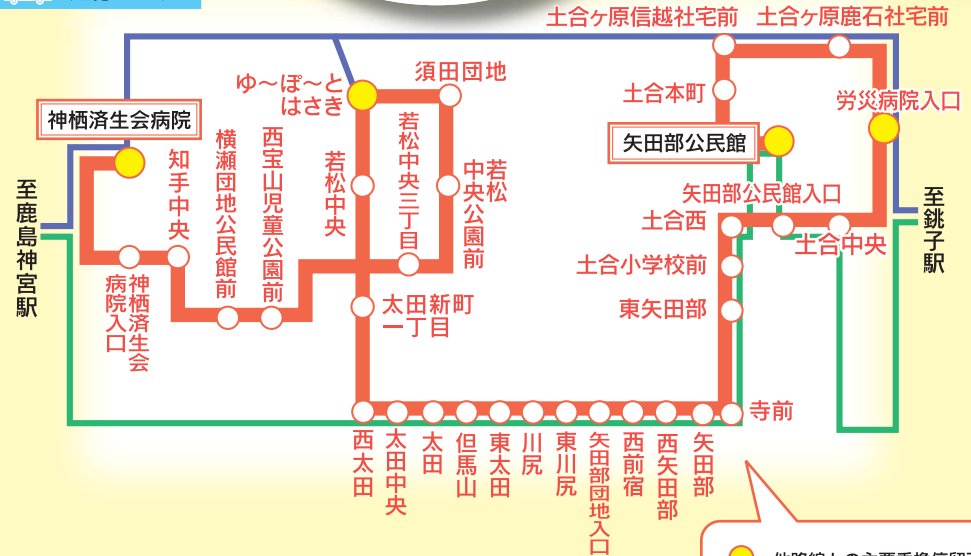 土合ヶ原信越社宅前
土合ヶ原鹿石社宅前
ゆ〜ぽ〜と
はさき
須田団地
土合本町
労災病院入口
神栖済生会病院
矢田部公民館
知手中央
横瀬団地公民館前
西宝山児童公園前
若松中央
若松中央三丁目
若松
中央公園前
矢田部公民館入口
土合西
土合中央
至鹿島神宮駅
至銚子駅
神栖済生会
病院入口
土合小学校前
東矢田部
太田新町
一丁目
寺前
西太田
太田中央
太田
但馬山
東太田
川尻
東川尻
矢田部団地入口
西前宿
西矢田部
矢田部